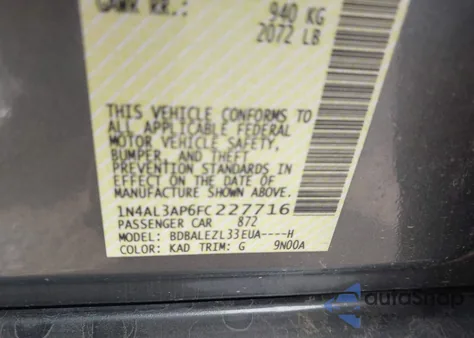 GAWR RR: 940 KG
2072 LB
THIS VEHICLE CONFORMS TO
ALL APPLICABLE FEDERAL
MOTOR VEHICLE SAFETY,
BUMPER, AND THEFT
PREVENTION STANDARDS IN
EFFECT ON THE DATE OF
MANUFACTURE SHOWN ABOVE.
1N4AL3AP6FC227716
PASSENGER CAR 872
MODEL: BDBALEZL33EUA----H
COLOR: KAD TRIM: G 9N00A
autoSnap